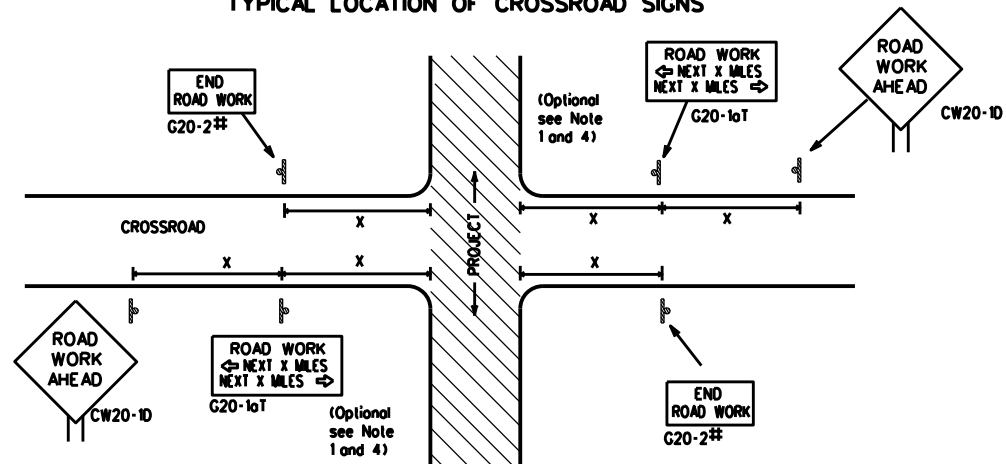 TYPICAL LOCATION OF CROSSROAD SIGNS
END
ROAD WORK
G20-2#
(Optional
see Note
1 and 4)
ROAD WORK
⇦ NEXT X MILES
NEXT X MILES ⇨
G20-1aT
ROAD
WORK
AHEAD
CW20-1D
X
X
X
CROSSROAD
PROJECT
X
X
X
ROAD
WORK
AHEAD
CW20-1D
ROAD WORK
⇦ NEXT X MILES
NEXT X MILES ⇨
G20-1aT
(Optional
see Note
1 and 4)
END
ROAD WORK
G20-2#